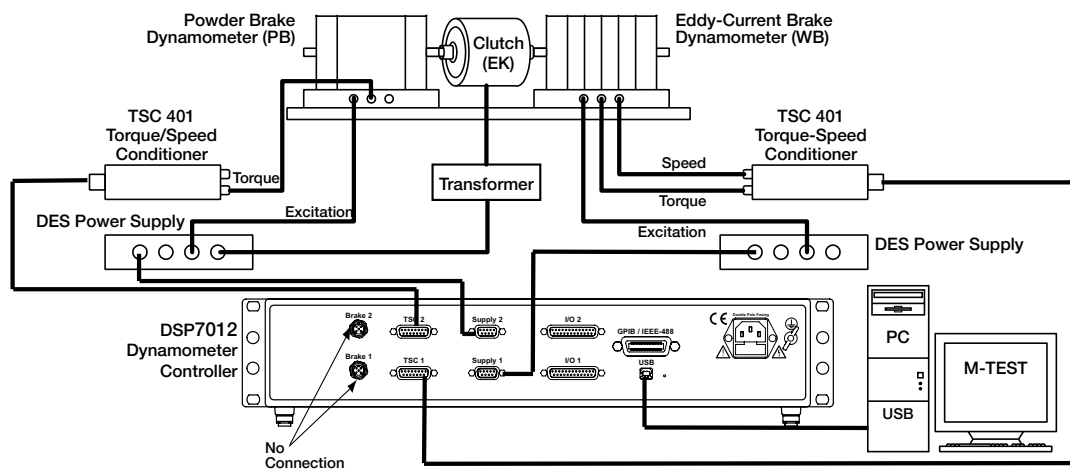 Powder Brake
Dynamometer (PB)
Clutch
(EK)
Eddy-Current Brake
Dynamometer (WB)
TSC 401
Torque/Speed
Conditioner
TSC 401
Torque-Speed
Conditioner
Torque
Speed
Torque
Transformer
Excitation
Excitation
DES Power Supply
DES Power Supply
DSP7012
Dynamometer
Controller
Brake 2
TSC 2
Supply 2
I/O 2
GPIB / IEEE-488
CE
Double Pole Fusing
Brake 1
TSC 1
Supply 1
I/O 1
USB
PC
USB
M-TEST
No
Connection